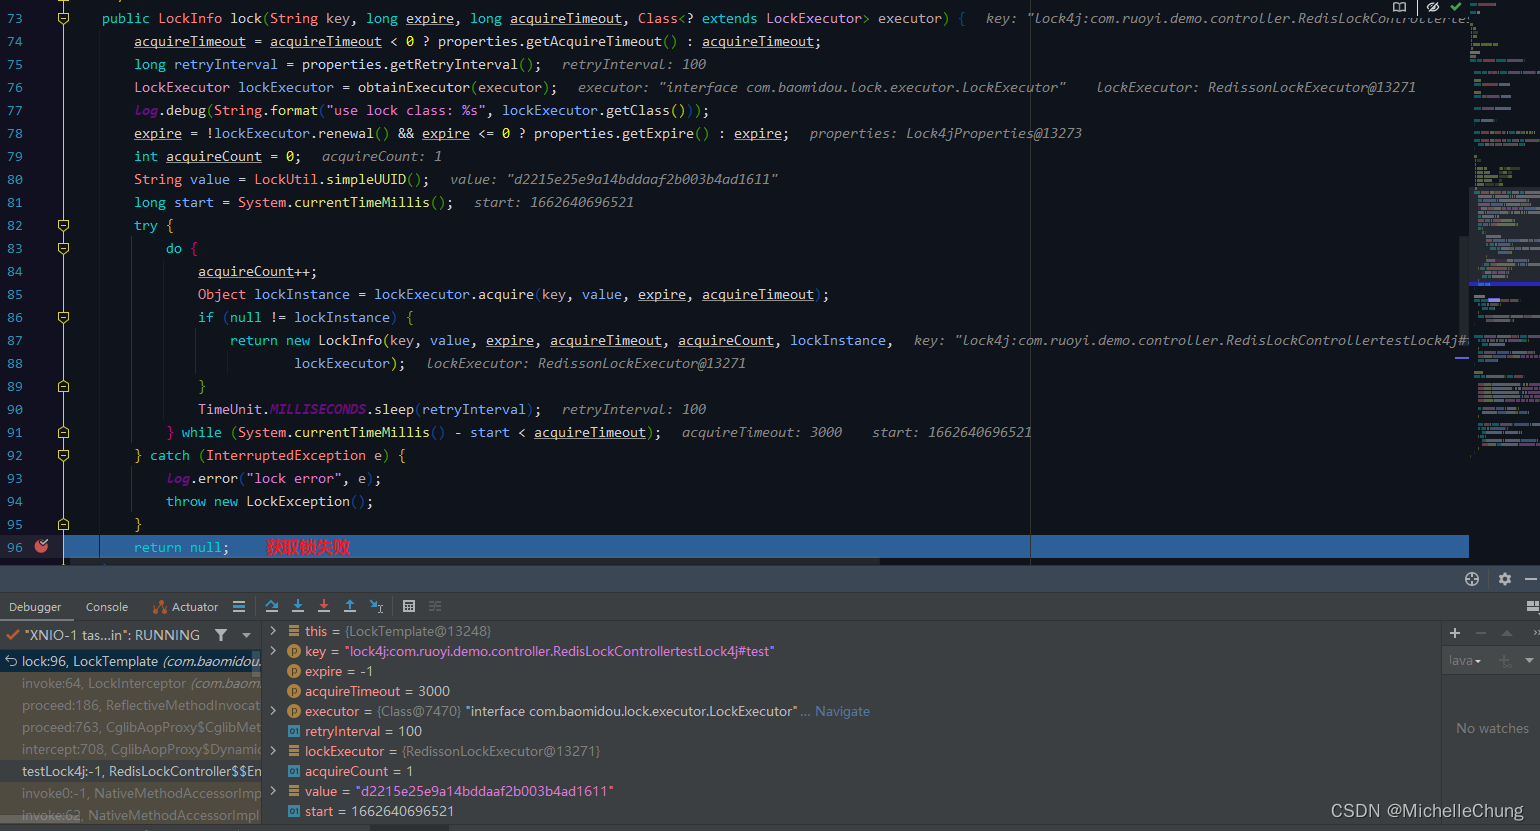 73 public LockInfo lock(String key, long expire, long acquireTimeout, Class<? extends LockExecutor> executor) { key: "lock4j:com.ruoyi.demo.controller.RedisLockControllerte
74 acquireTimeout = acquireTimeout < 0 ? properties.getAcquireTimeout() : acquireTimeout;
75 long retryInterval = properties.getRetryInterval(); retryInterval: 100
76 LockExecutor lockExecutor = obtainExecutor(executor); executor: "interface com.baomidou.lock.executor.LockExecutor" lockExecutor: RedissonLockExecutor@13271
77 log.debug(String.format("use lock class: %s", lockExecutor.getClass()));
78 expire = !lockExecutor.renewal() && expire <= 0 ? properties.getExpire() : expire; properties: Lock4jProperties@13273
79 int acquireCount = 0; acquireCount: 1
80 String value = LockUtil.simpleUUID(); value: "d2215e25e9a14bddaaf2b003b4ad1611"
81 long start = System.currentTimeMillis(); start: 1662640696521
82 try {
83 do {
84 acquireCount++;
85 Object lockInstance = lockExecutor.acquire(key, value, expire, acquireTimeout);
86 if (null != lockInstance) {
87 return new LockInfo(key, value, expire, acquireTimeout, acquireCount, lockInstance, key: "lock4j:com.ruoyi.demo.controller.RedisLockControllertestLock4j#
88 lockExecutor); lockExecutor: RedissonLockExecutor@13271
89 }
90 TimeUnit.MILLISECONDS.sleep(retryInterval); retryInterval: 100
91 } while (System.currentTimeMillis() - start < acquireTimeout); acquireTimeout: 3000 start: 1662640696521
92 } catch (InterruptedException e) {
93 log.error("lock error", e);
94 throw new LockException();
95 }
96 return null; 获取锁失败
Debugger Console Actuator
"XNIO-1 tas...in": RUNNING
lock:96, LockTemplate (com.baomidou.
invoke:64, LockInterceptor (com.baom
proceed:186, ReflectiveMethodInvocat
proceed:763, CglibAopProxy$CglibMet
intercept:708, CglibAopProxy$Dynamic
testLock4j:-1, RedisLockController$$En
invoke0:-1, NativeMethodAccessorImp
invoke:62, NativeMethodAccessorImpl
this = {LockTemplate@13248}
key = "lock4j:com.ruoyi.demo.controller.RedisLockControllertestLock4j#test"
expire = -1
acquireTimeout = 3000
executor = {Class@7470} "interface com.baomidou.lock.executor.LockExecutor" ... Navigate
retryInterval = 100
lockExecutor = {RedissonLockExecutor@13271}
acquireCount = 1
value = "d2215e25e9a14bddaaf2b003b4ad1611"
start = 1662640696521
Java
No watches
CSDN @MichelleChung